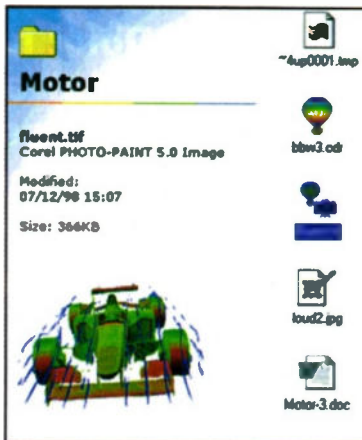 Motor
fluent.tif
Corel PHOTO-PAINT 5.0 Image
Modified:
07/12/98 15:07
Size: 366KB
~4up0001.tmp
bbw3.cdr
loud2.jpg
Motor-3.doc